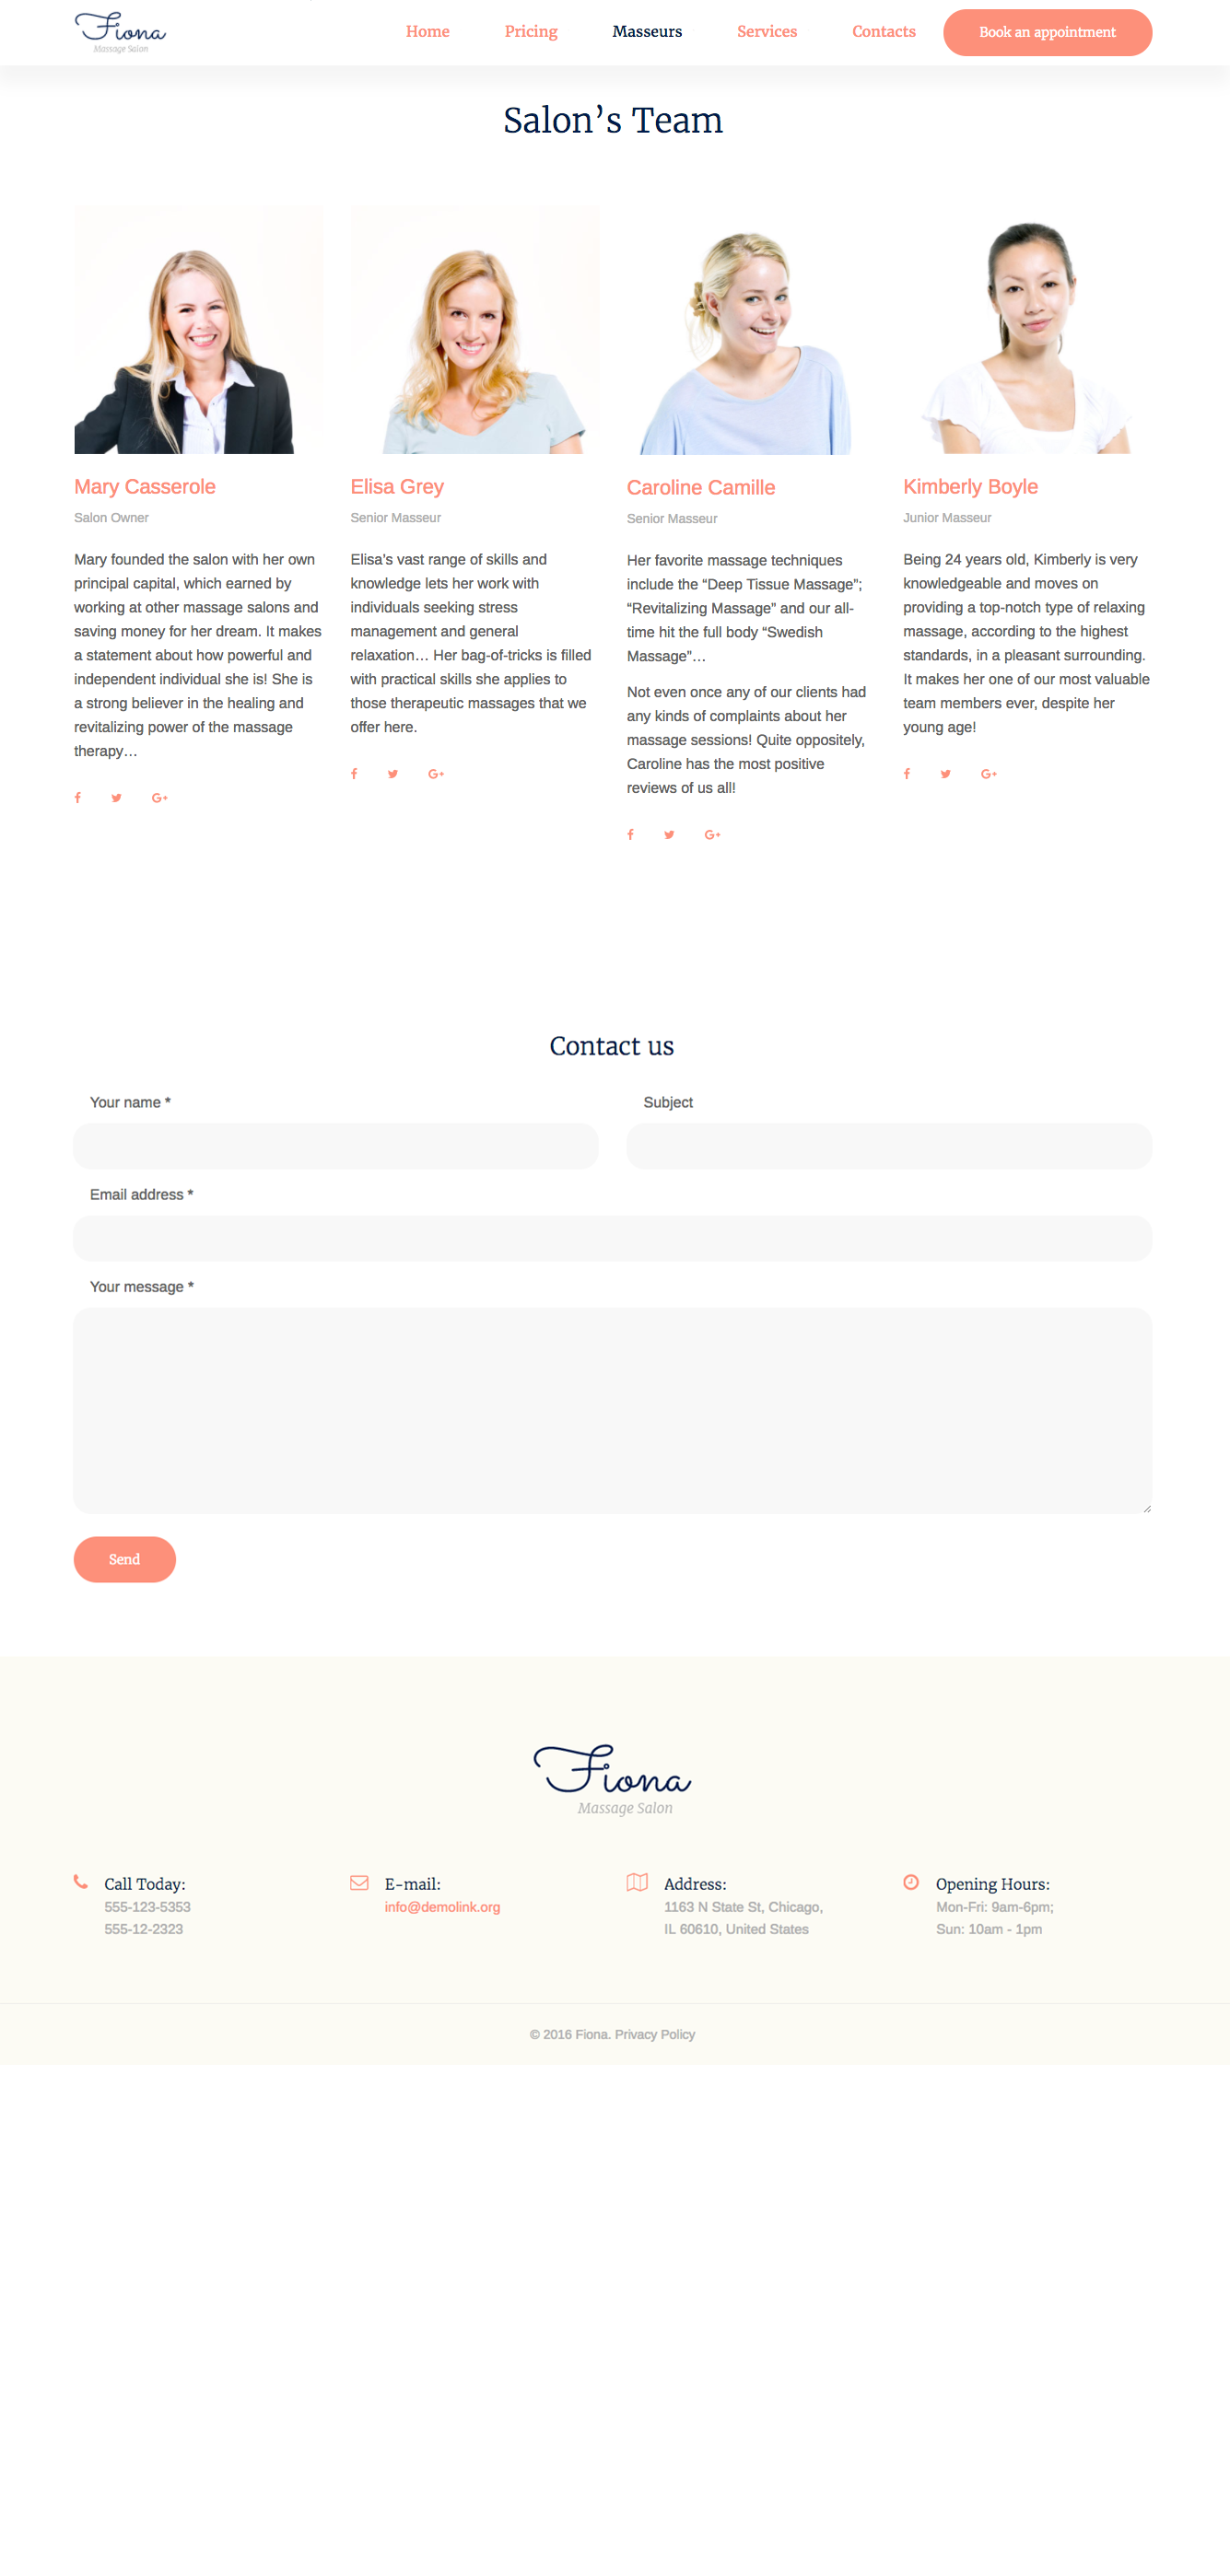 Fiona
Massage Salon
Home
Pricing
Masseurs
Services
Contacts
Book an appointment
Salon’s Team
Mary Casserole
Salon Owner
Mary founded the salon with her own
principal capital, which earned by
working at other massage salons and
saving money for her dream. It makes
a statement about how powerful and
independent individual she is! She is
a strong believer in the healing and
revitalizing power of the massage
therapy…
Elisa Grey
Senior Masseur
Elisa’s vast range of skills and
knowledge lets her work with
individuals seeking stress
management and general
relaxation… Her bag-of-tricks is filled
with practical skills she applies to
those therapeutic massages that we
offer here.
Caroline Camille
Senior Masseur
Her favorite massage techniques
include the “Deep Tissue Massage”;
“Revitalizing Massage” and our all-
time hit the full body “Swedish
Massage”…
Not even once any of our clients had
any kinds of complaints about her
massage sessions! Quite oppositely,
Caroline has the most positive
reviews of us all!
Kimberly Boyle
Junior Masseur
Being 24 years old, Kimberly is very
knowledgeable and moves on
providing a top-notch type of relaxing
massage, according to the highest
standards, in a pleasant surrounding.
It makes her one of our most valuable
team members ever, despite her
young age!
Contact us
Your name *
Subject
Email address *
Your message *
Send
Fiona
Massage Salon
Call Today:
555-123-5353
555-12-2323
E-mail:
info@demolink.org
Address:
1163 N State St, Chicago,
IL 60610, United States
Opening Hours:
Mon-Fri: 9am-6pm;
Sun: 10am - 1pm
© 2016 Fiona. Privacy Policy